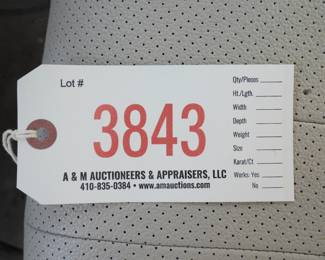 Lot #
3843
A & M AUCTIONEERS & APPRAISERS, LLC
410-835-0384 • www.amauctions.com
Qty/Pieces
Ht./Lgth.
Width
Depth
Weight
Size
Karat/Ct
Works: Yes
No